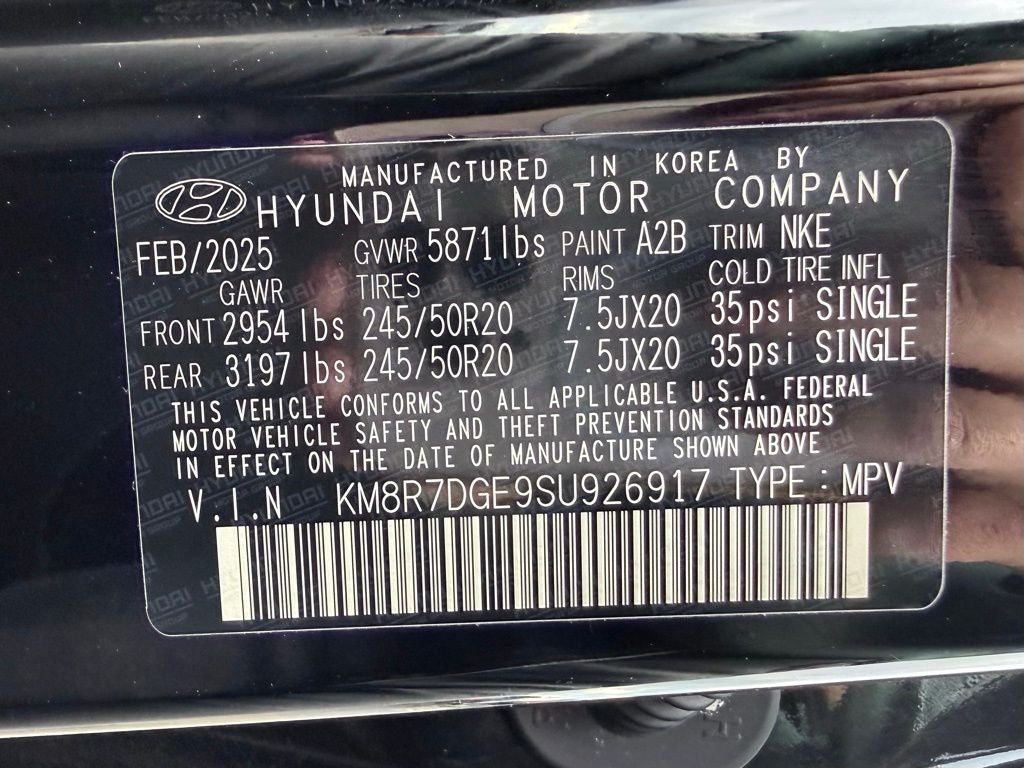 MANUFACTURED IN KOREA BY
HYUNDAI MOTOR COMPANY
FEB/2025 GVWR 5871lbs PAINT A2B TRIM NKE
GAWR TIRES RIMS COLD TIRE INFL
FRONT 2954 lbs 245/50R20 7.5JX20 35psi SINGLE
REAR 3197 lbs 245/50R20 7.5JX20 35psi SINGLE
THIS VEHICLE CONFORMS TO ALL APPLICABLE U.S.A. FEDERAL
MOTOR VEHICLE SAFETY AND THEFT PREVENTION STANDARDS
IN EFFECT ON THE DATE OF MANUFACTURE SHOWN ABOVE
V.I.N KM8R7DGE9SU926917 TYPE : MPV